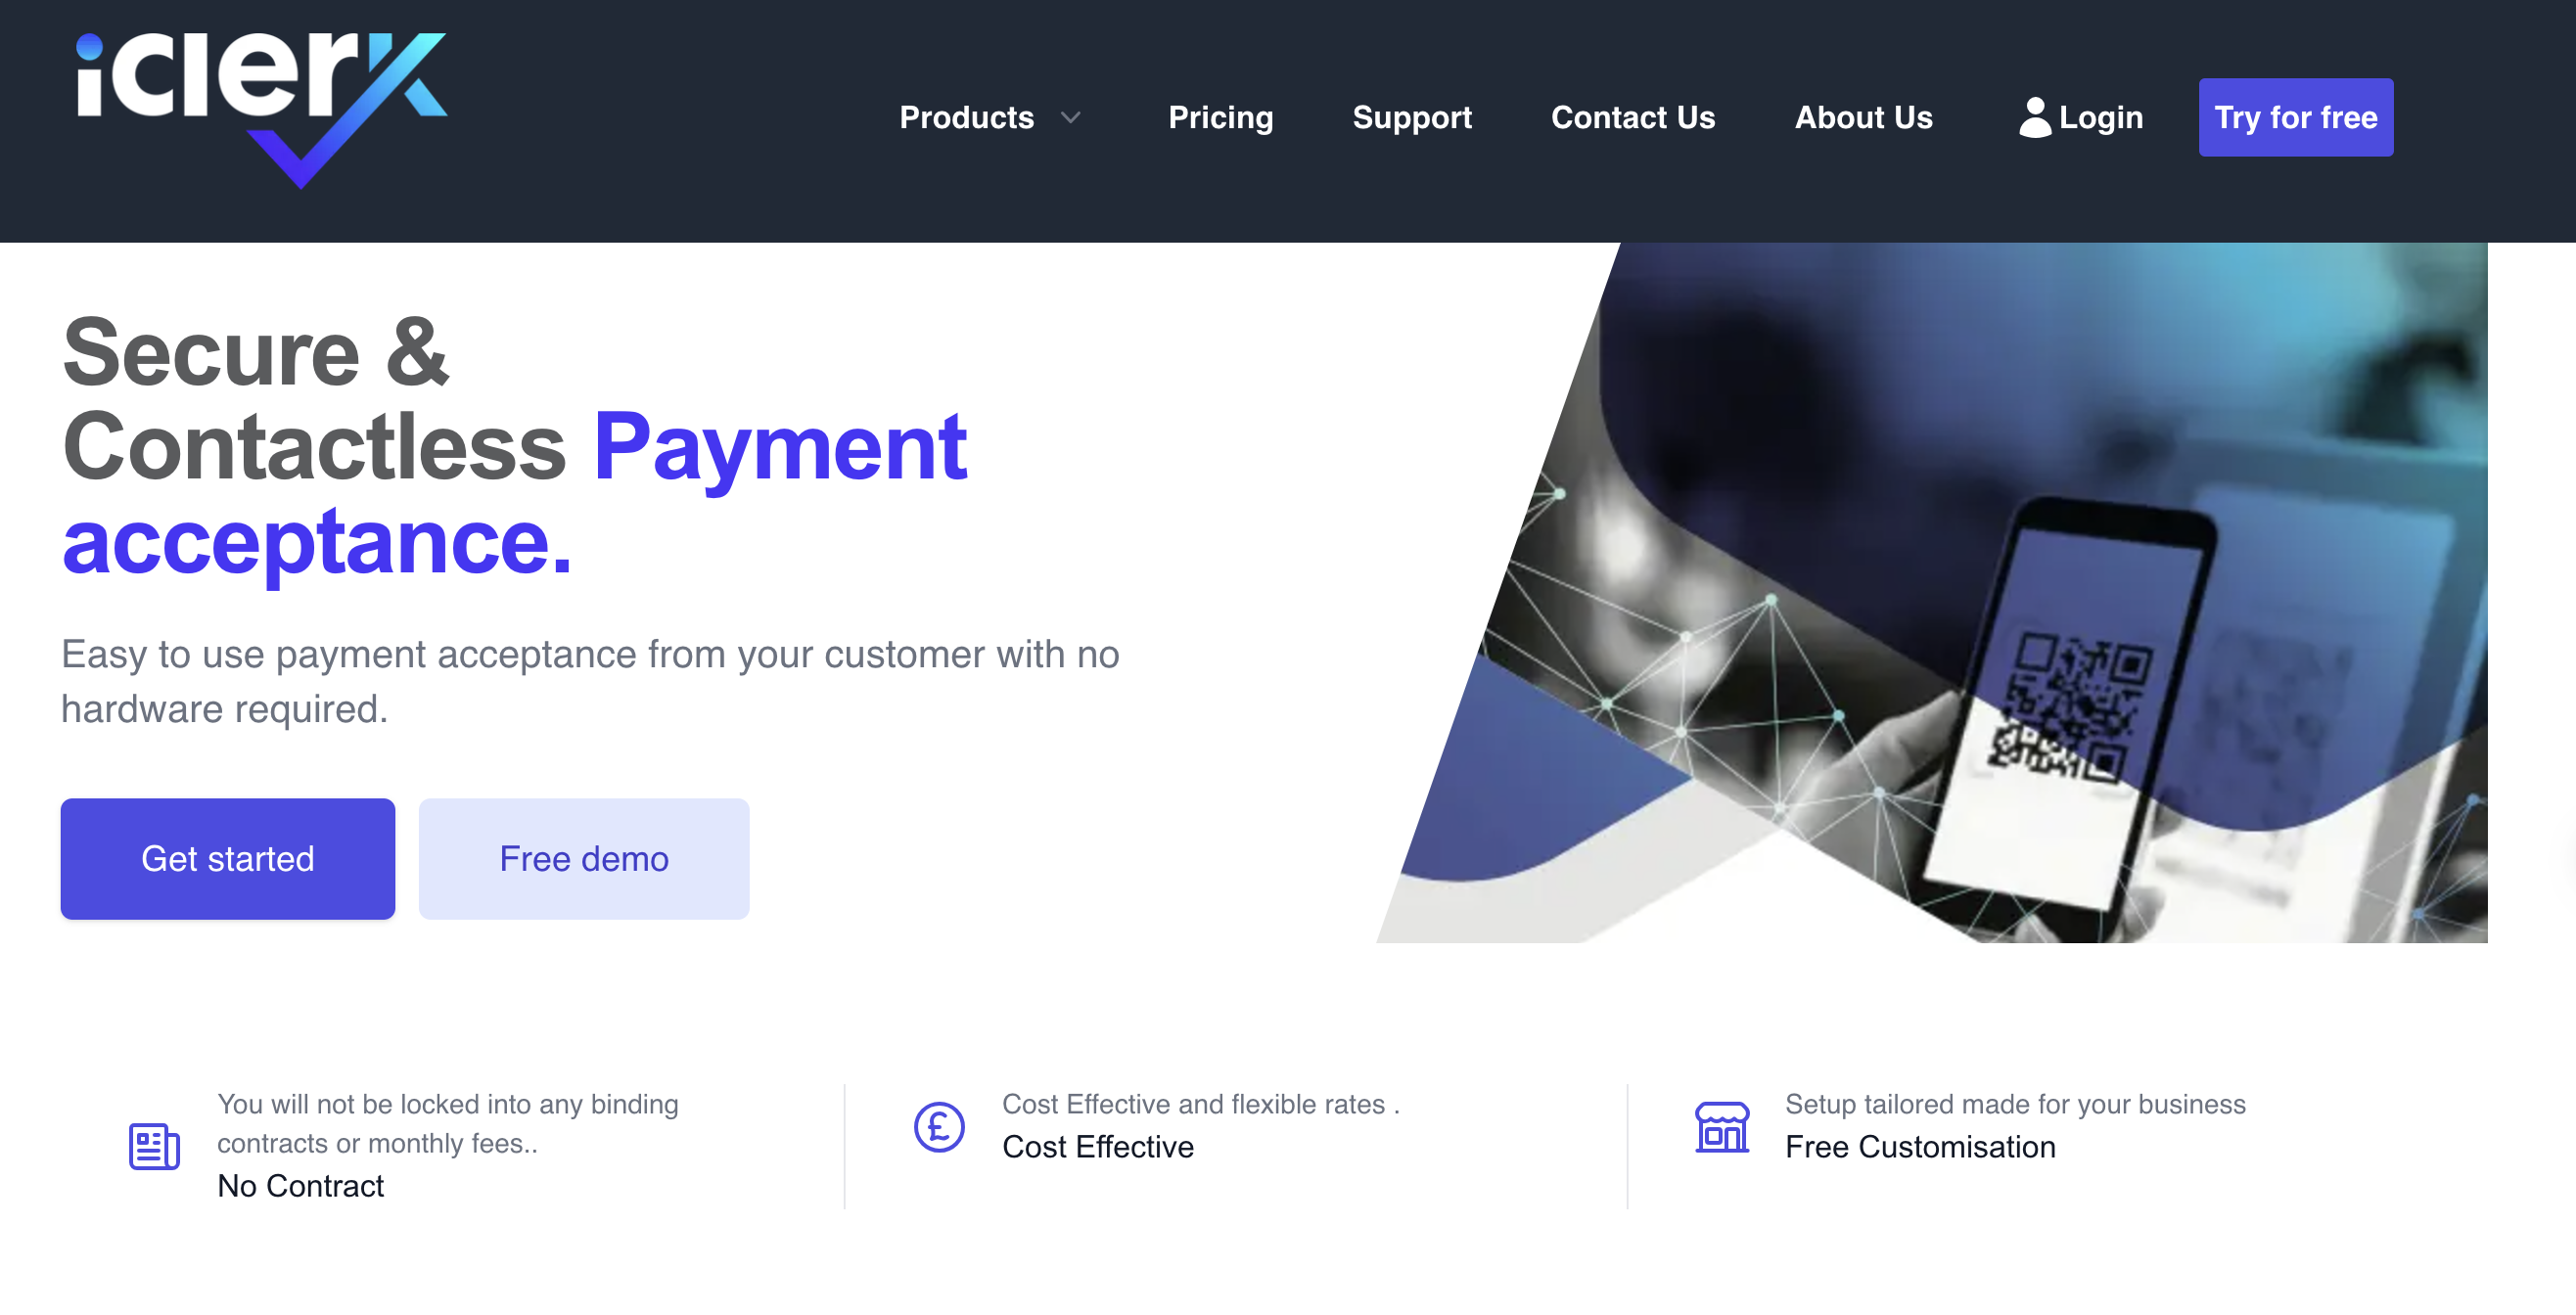 iclerk
Products
Pricing
Support
Contact Us
About Us
Login
Try for free
Secure &
Contactless Payment
acceptance.
Easy to use payment acceptance from your customer with no
hardware required.
Get started
Free demo
You will not be locked into any binding
contracts or monthly fees..
No Contract
Cost Effective and flexible rates .
Cost Effective
Setup tailored made for your business
Free Customisation